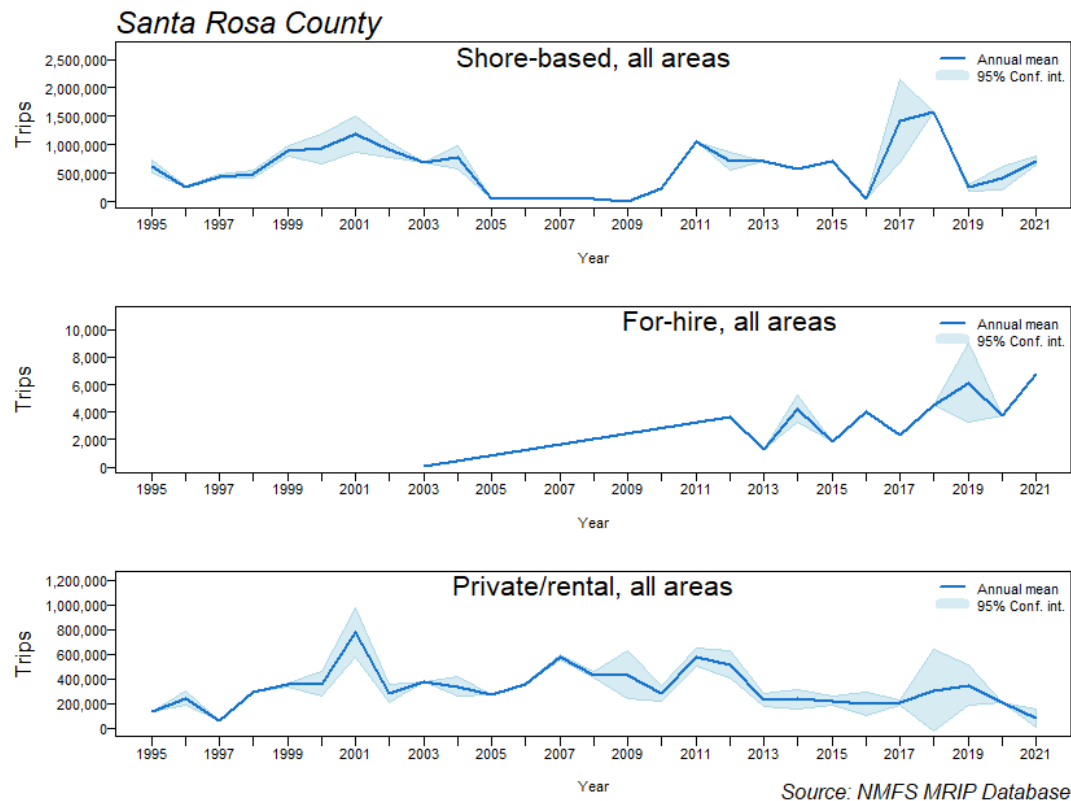 Santa Rosa County
Shore-based, all areas
Annual mean
95% Conf. int.
Trips
2,500,000
2,000,000
1,500,000
1,000,000
500,000
0
1995 1997 1999 2001 2003 2005 2007 2009 2011 2013 2015 2017 2019 2021
Year
For-hire, all areas
Annual mean
95% Conf. int.
Trips
10,000
8,000
6,000
4,000
2,000
0
1995 1997 1999 2001 2003 2005 2007 2009 2011 2013 2015 2017 2019 2021
Year
Private/rental, all areas
Annual mean
95% Conf. int.
Trips
1,200,000
1,000,000
800,000
600,000
400,000
200,000
0
1995 1997 1999 2001 2003 2005 2007 2009 2011 2013 2015 2017 2019 2021
Year
Source: NMFS MRIP Database